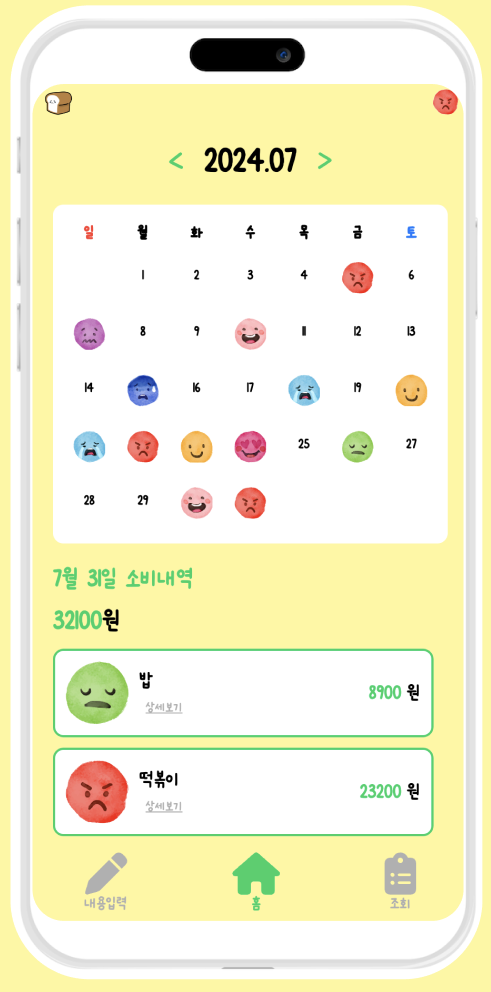 < 2024.07 >
일 월 화 수 목 금 토
1 2 3 4 6
8 9 11 12 13
14 16 17 19
25 27
28 29
7월 31일 소비내역
32100원
밥
상세보기
8900 원
떡볶이
상세보기
23200 원
내용입력 홈 조회